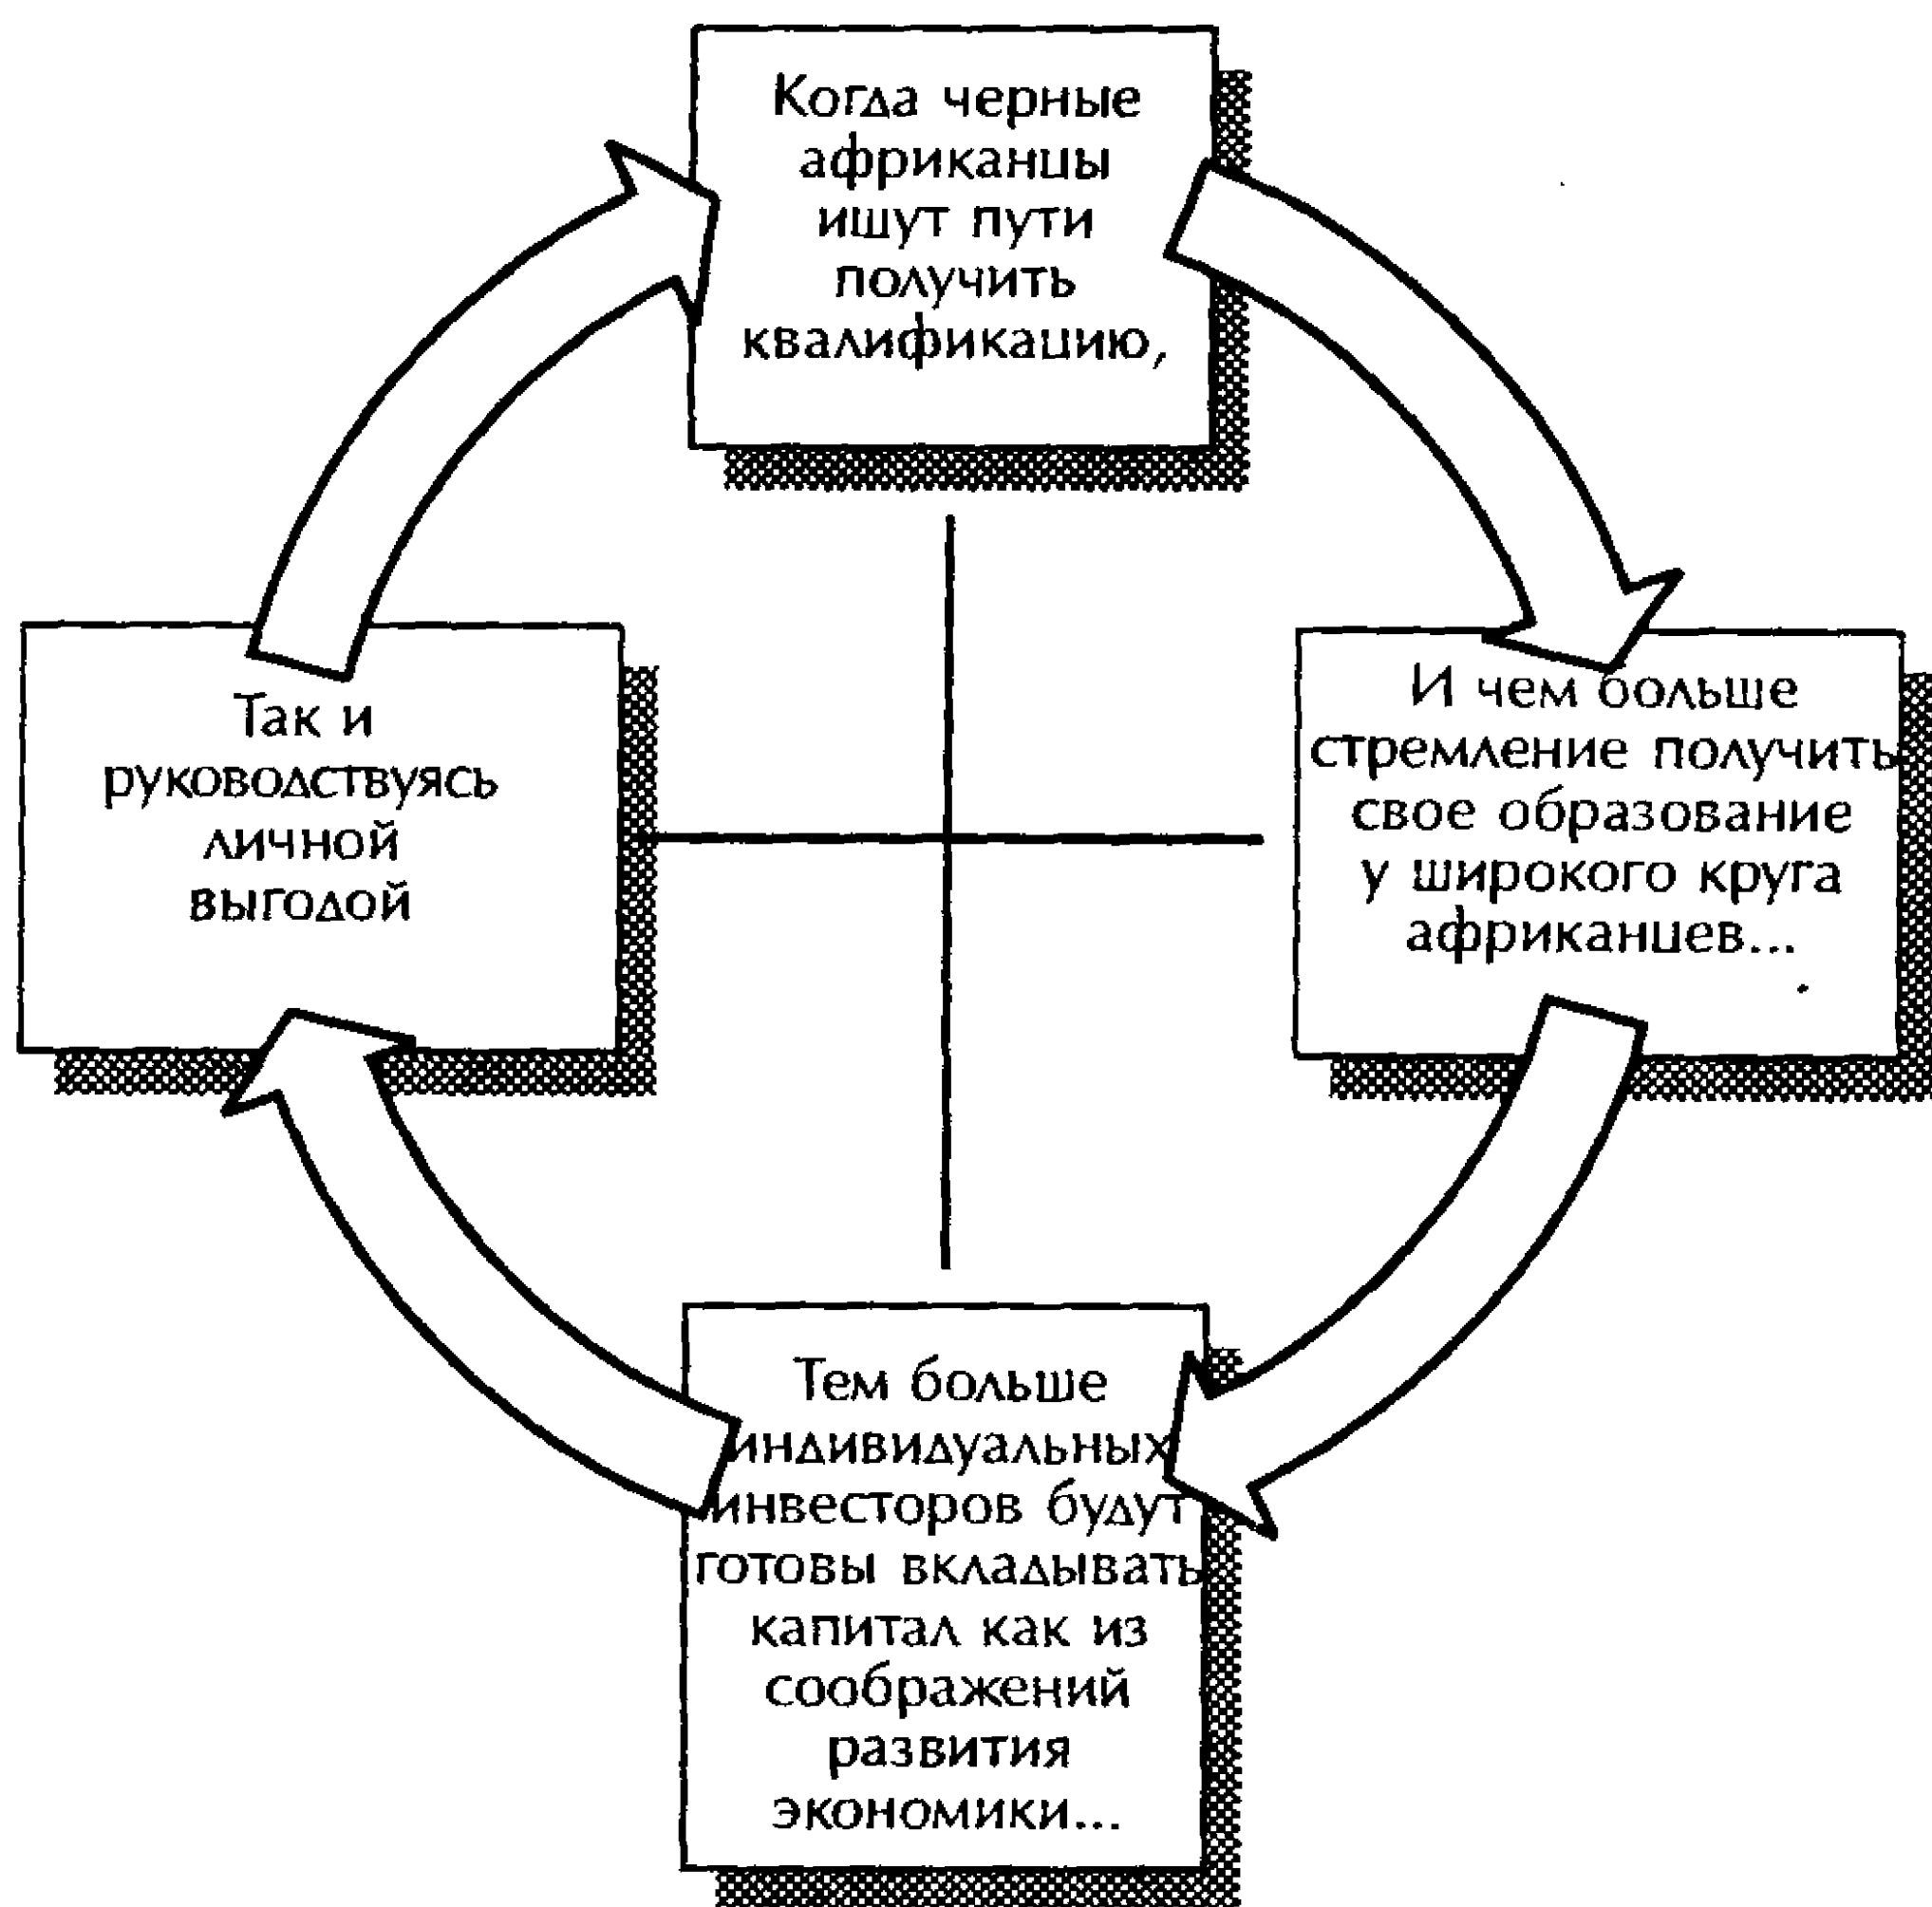 Когда черные
африканцы
ищут пути
получить
квалификацию,
И чем больше
стремление получить
свое образование
у широкого круга
африканцев...
Тем больше
индивидуальных
инвесторов будут
готовы вкладывать
капитал как из
соображений
развития
экономики...
Так и
руководствуясь
личной
выгодой